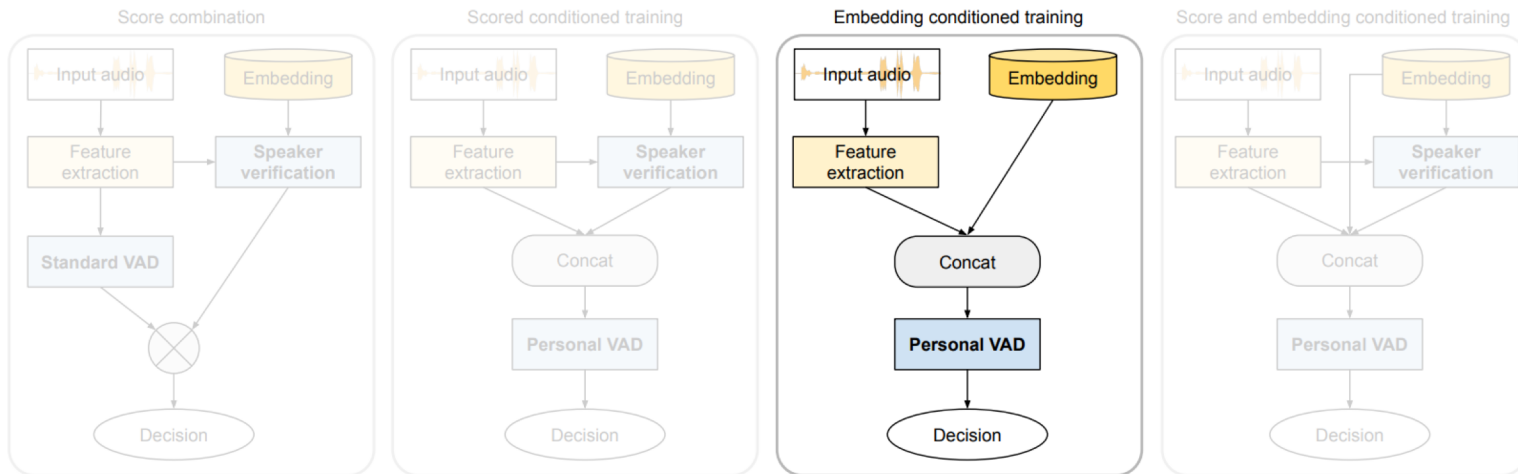 Score combination
Input audio
Embedding
Feature
extraction
Speaker
verification
Standard VAD
Decision
Scored conditioned training
Input audio
Embedding
Feature
extraction
Speaker
verification
Concat
Personal VAD
Decision
Embedding conditioned training
Input audio
Embedding
Feature
extraction
Concat
Personal VAD
Decision
Score and embedding conditioned training
Input audio
Embedding
Feature
extraction
Speaker
verification
Concat
Personal VAD
Decision